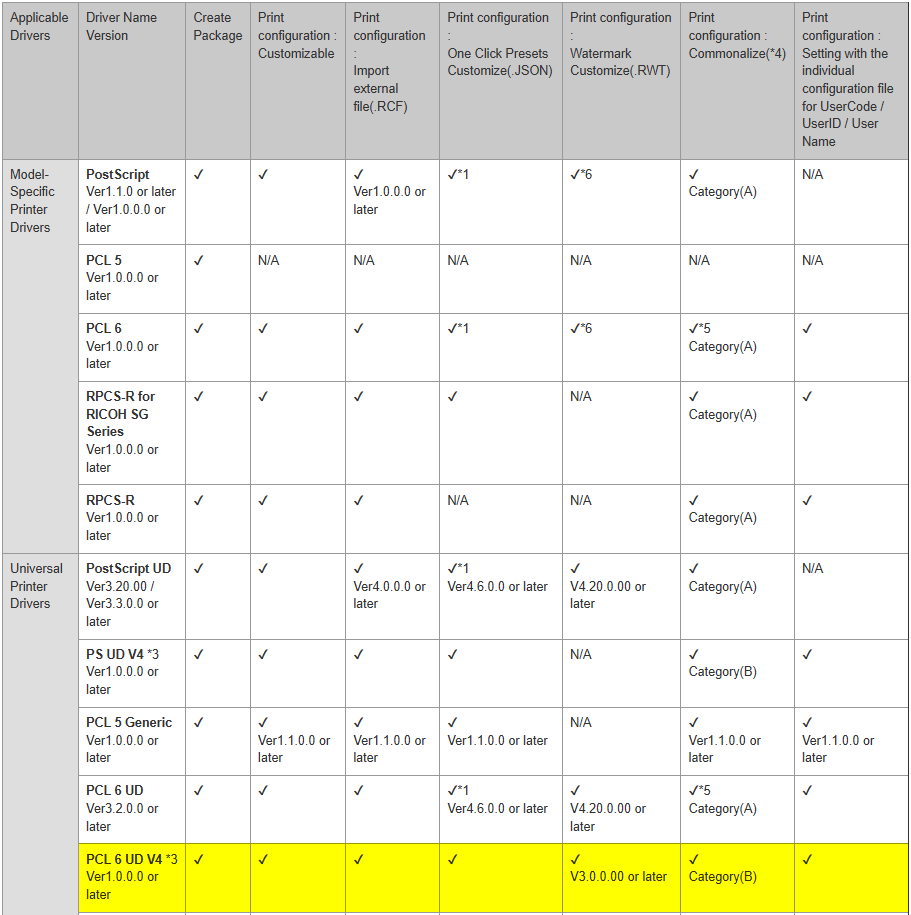 Applicable Drivers
Driver Name Version
Create Package
Print configuration : Customizable
Print configuration : Import external file(.RCF)
Print configuration : One Click Presets Customize(.JSON)
Print configuration : Watermark Customize(.RWT)
Print configuration : Commonalize(*4)
Print configuration : Setting with the individual configuration file for UserCode / UserID / User Name
Model-Specific Printer Drivers
PostScript
Ver1.1.0 or later / Ver1.0.0.0 or later
✓
✓
✓
Ver1.0.0.0 or later
✓*1
✓*6
✓
Category(A)
N/A
PCL 5
Ver1.0.0.0 or later
✓
N/A
N/A
N/A
N/A
N/A
N/A
PCL 6
Ver1.0.0.0 or later
✓
✓
✓
✓*1
✓*6
✓*5
Category(A)
✓
RPCS-R for RICOH SG Series
Ver1.0.0.0 or later
✓
✓
✓
✓
N/A
✓
Category(A)
✓
RPCS-R
Ver1.0.0.0 or later
✓
✓
✓
N/A
N/A
✓
Category(A)
✓
Universal Printer Drivers
PostScript UD
Ver3.20.00 / Ver3.3.0.0 or later
✓
✓
✓
Ver4.0.0.0 or later
✓*1
Ver4.6.0.0 or later
✓
V4.20.0.00 or later
✓
Category(A)
N/A
PS UD V4 *3
Ver1.0.0.0 or later
✓
✓
✓
✓
N/A
✓
Category(B)
✓
PCL 5 Generic
Ver1.0.0.0 or later
✓
✓
Ver1.1.0.0 or later
✓
Ver1.1.0.0 or later
✓
Ver1.1.0.0 or later
N/A
✓
Ver1.1.0.0 or later
✓
Ver1.1.0.0 or later
PCL 6 UD
Ver3.2.0.0 or later
✓
✓
✓
✓*1
Ver4.6.0.0 or later
✓
V4.20.0.00 or later
✓*5
Category(A)
✓
PCL 6 UD V4 *3
Ver1.0.0.0 or later
✓
✓
✓
✓
✓
V3.0.0.00 or later
✓
Category(B)
✓